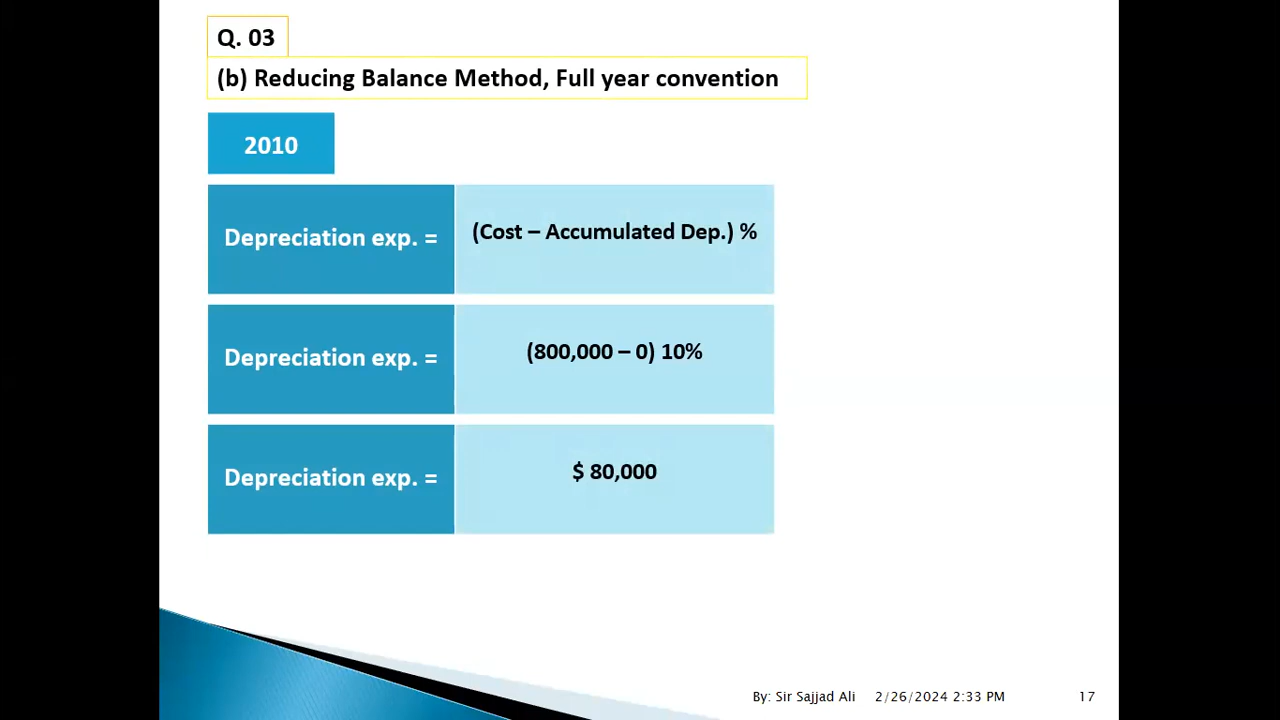 Q. 03
(b) Reducing Balance Method, Full year convention
2010
Depreciation exp. = (Cost – Accumulated Dep.) %
Depreciation exp. = (800,000 – 0) 10%
Depreciation exp. = $ 80,000
By: Sir Sajjad Ali 2/26/2024 2:33 PM 17